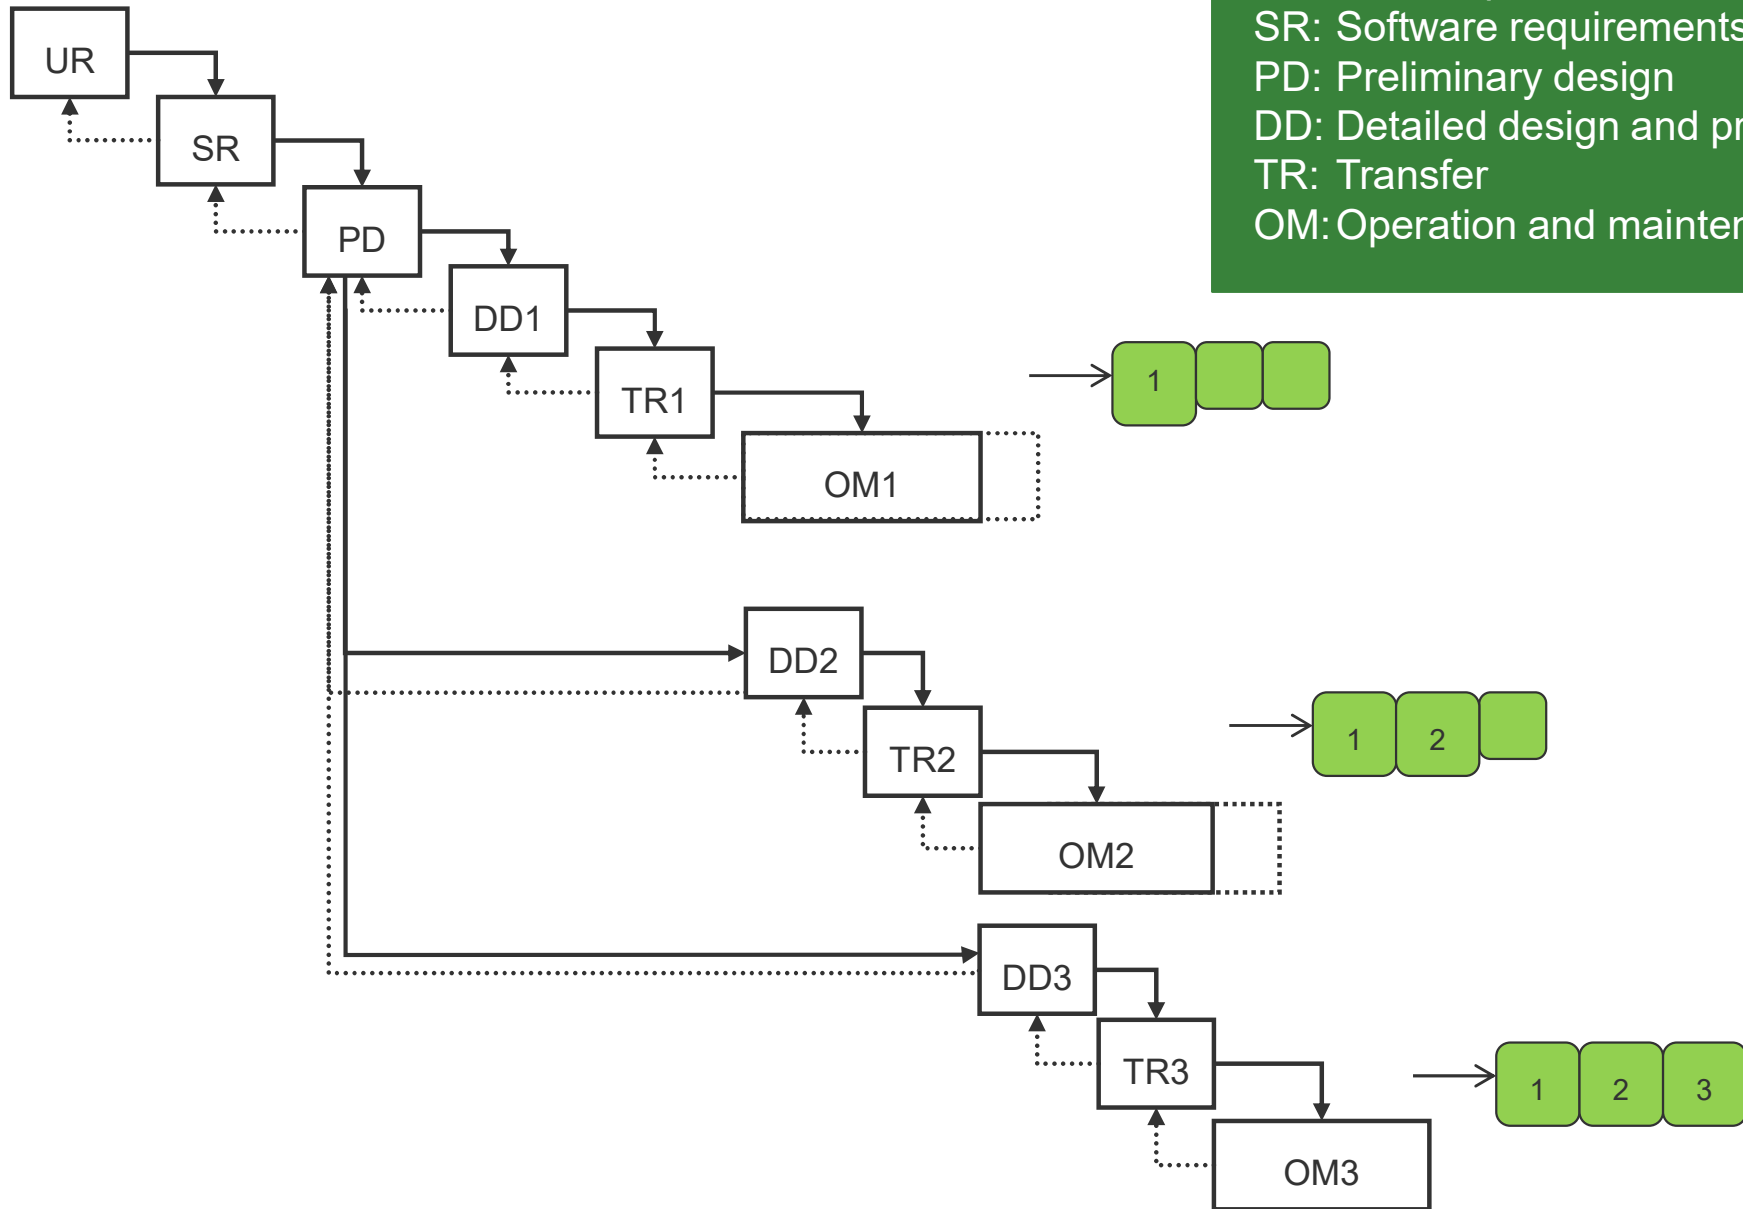 SR: Software requirements
PD: Preliminary design
DD: Detailed design and pr
TR: Transfer
OM: Operation and mainten
UR
SR
PD
DD1
TR1
OM1
1
DD2
TR2
OM2
1 2
DD3
TR3
OM3
1 2 3